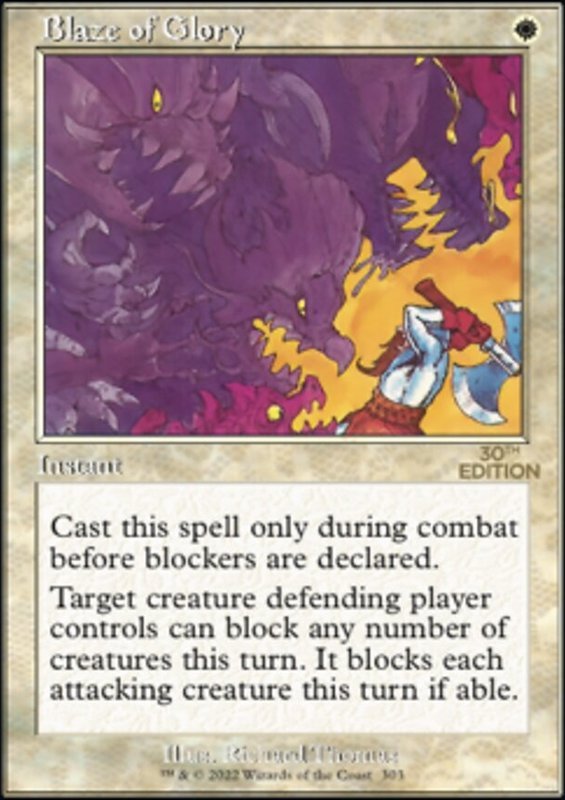 Blaze of Glory
Instant
30TH
EDITION
Cast this spell only during combat
before blockers are declared.
Target creature defending player
controls can block any number of
creatures this turn. It blocks each
attacking creature this turn if able.
Illus. Richard Thomas
™ & © 2022 Wizards of the Coast 303